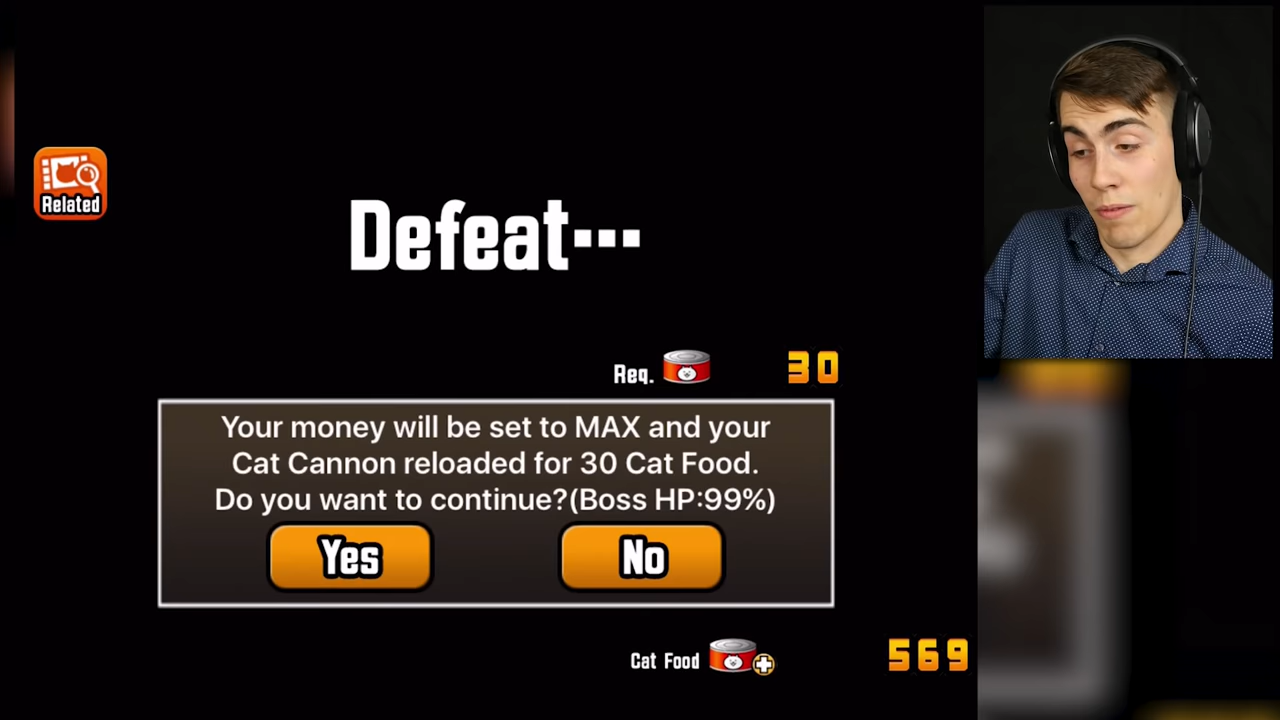 Related
Defeat...
Req. 30
Your money will be set to MAX and your
Cat Cannon reloaded for 30 Cat Food.
Do you want to continue?(Boss HP:99%)
Yes No
Cat Food 569